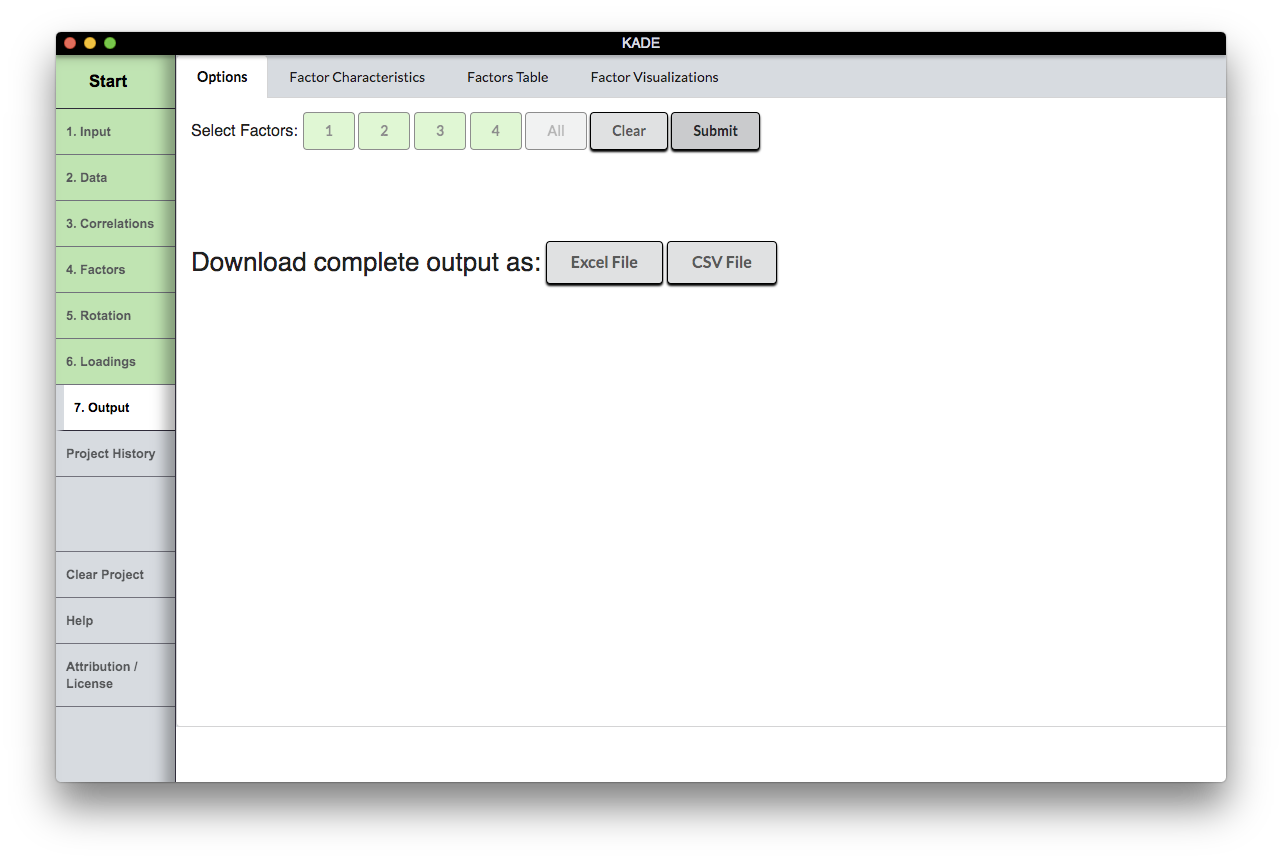 KADE
Start
1. Input
2. Data
3. Correlations
4. Factors
5. Rotation
6. Loadings
7. Output
Project History
Clear Project
Help
Attribution /
License
Options Factor Characteristics Factors Table Factor Visualizations
Select Factors: 1 2 3 4 All Clear Submit
Download complete output as: Excel File CSV File